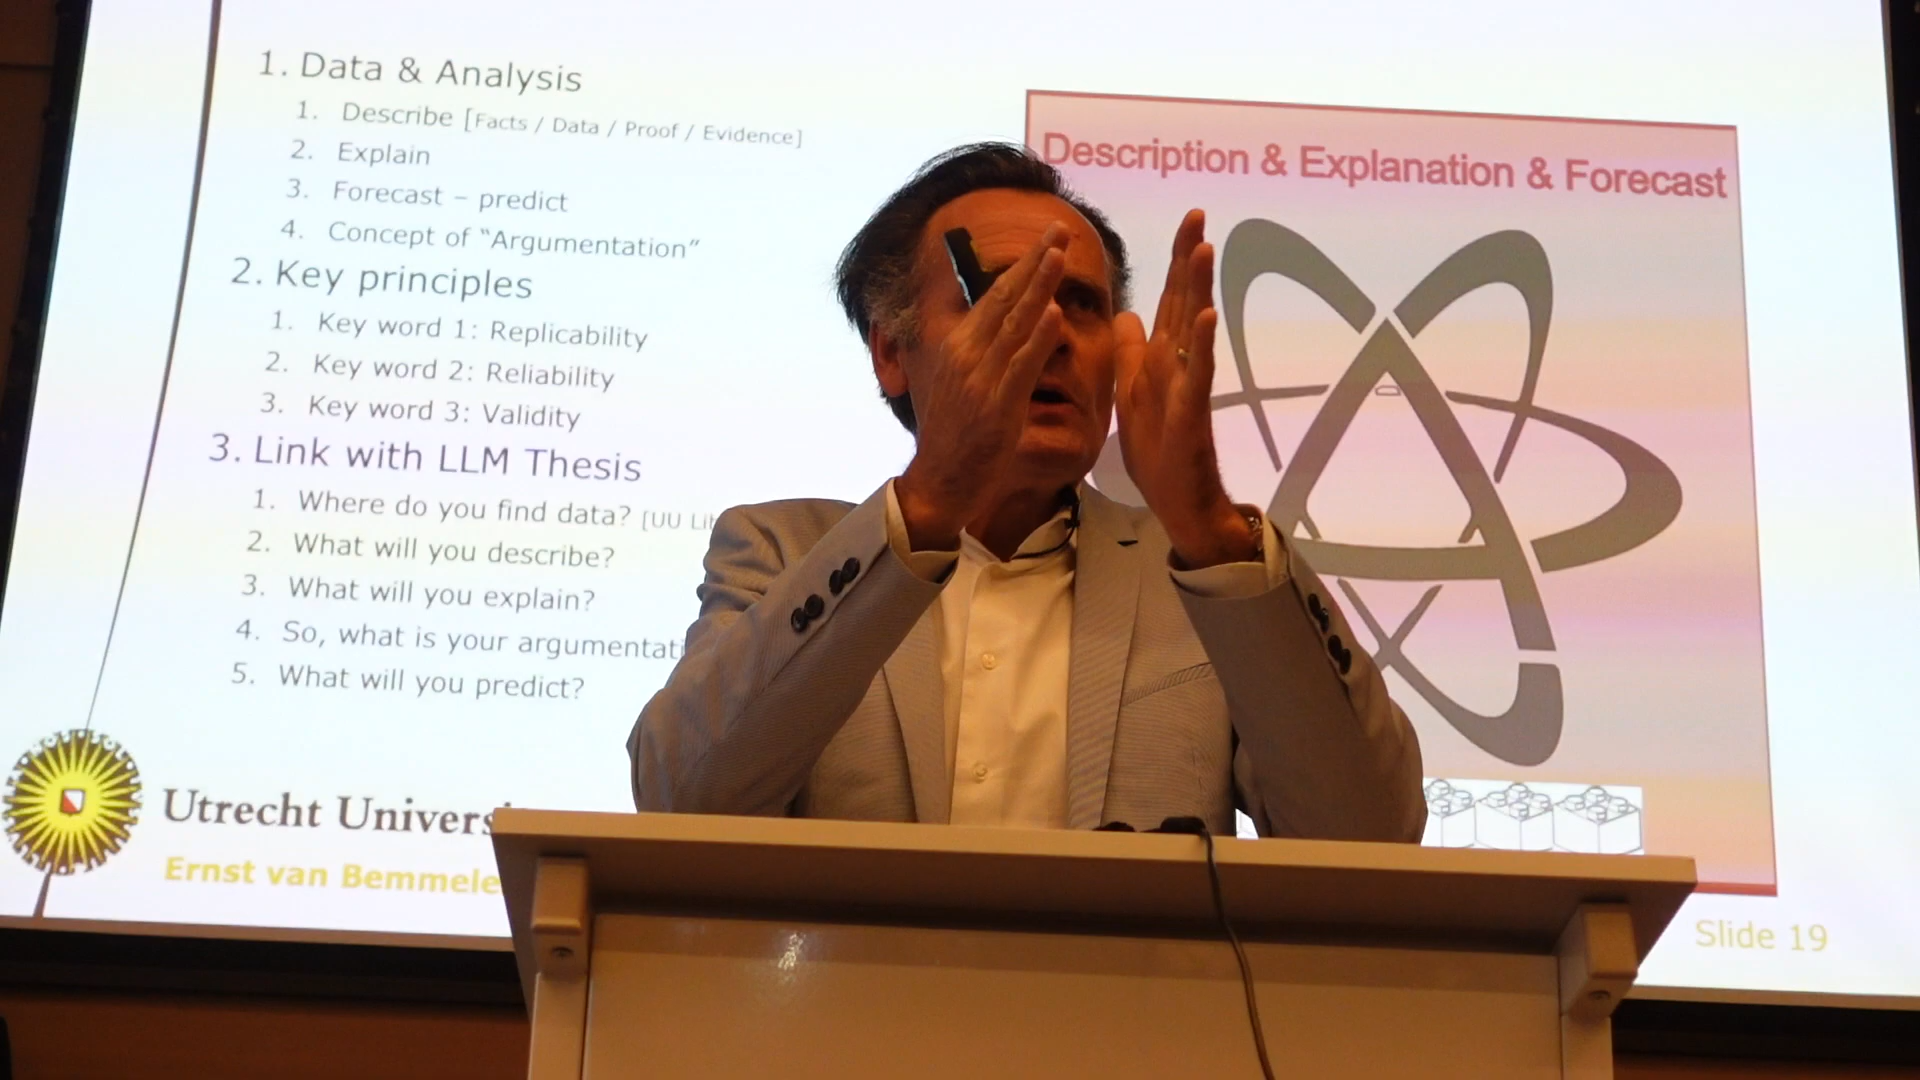 1. Data & Analysis
1. Describe [Facts / Data / Proof / Evidence]
2. Explain
3. Forecast – predict
4. Concept of “Argumentation”
2. Key principles
1. Key word 1: Replicability
2. Key word 2: Reliability
3. Key word 3: Validity
3. Link with LLM Thesis
1. Where do you find data? [UU Lib
2. What will you describe?
3. What will you explain?
4. So, what is your argumentati
5. What will you predict?
Description & Explanation & Forecast
Utrecht Univers
Ernst van Bemmele
Slide 19